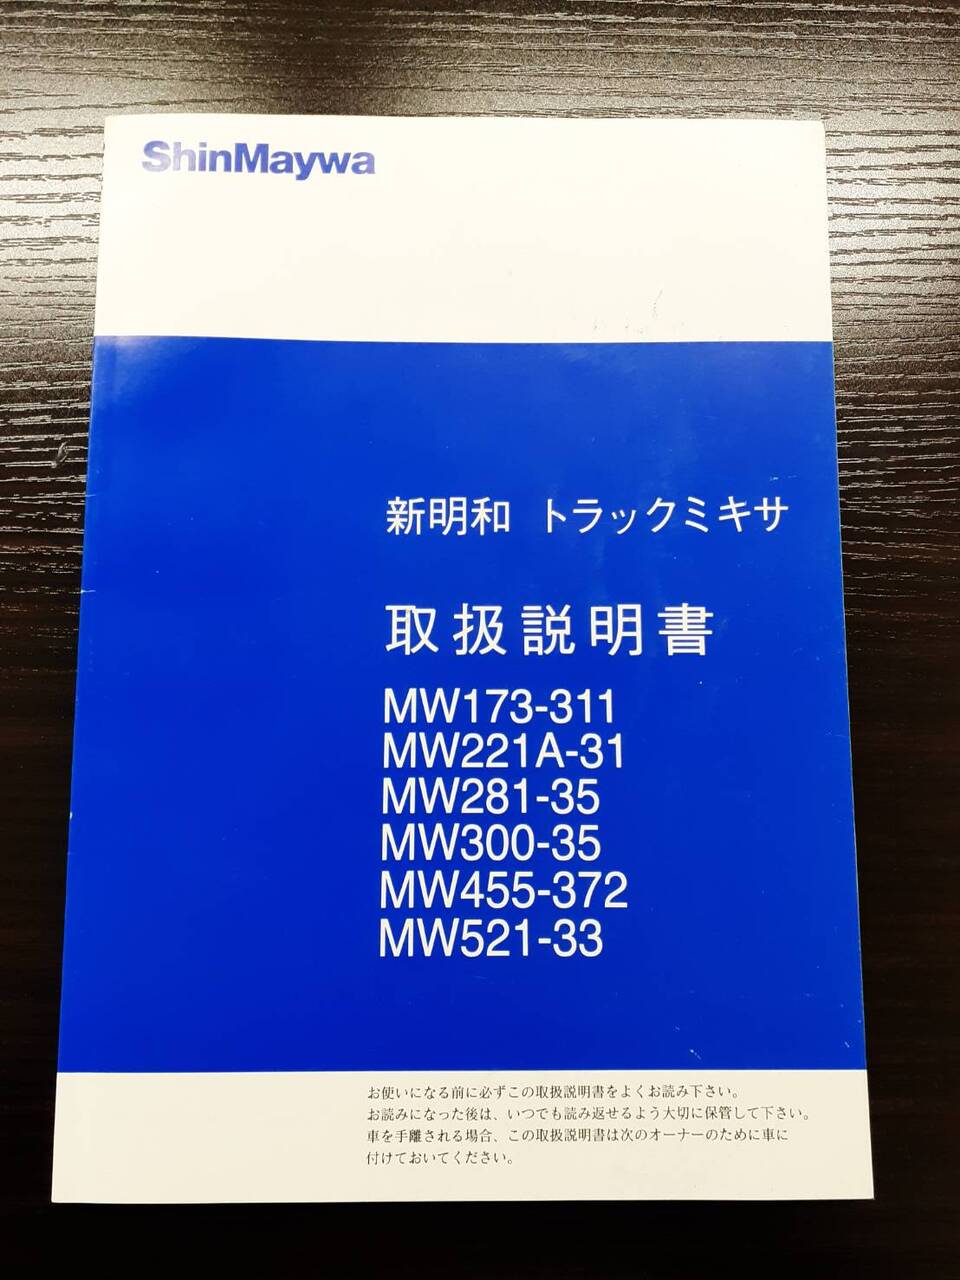 ShinMaywa
新明和 トラックミキサ
取扱説明書
MW173-311
MW221A-31
MW281-35
MW300-35
MW455-372
MW521-33
お使いになる前に必ずこの取扱説明書をよくお読み下さい。
お読みになった後は、いつでも読み返せるよう大切に保管して下さい。
車を手離される場合、この取扱説明書は次のオーナーのために車に
付けておいてください。